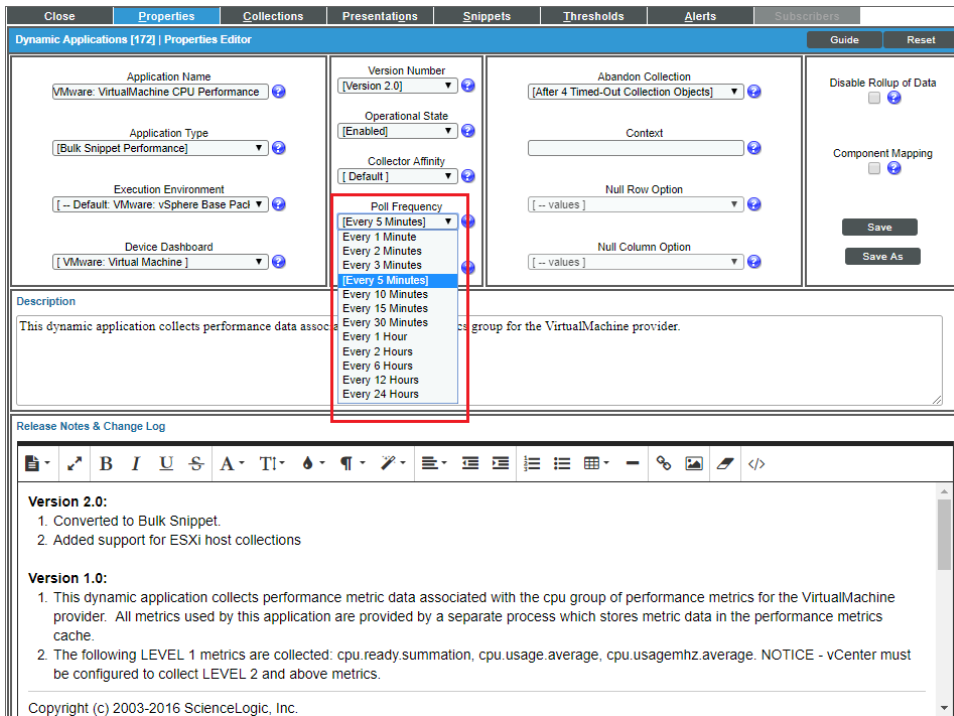 Close Properties Collections Presentations Snippets Thresholds Alerts Subscribers
Dynamic Applications [172] | Properties Editor Guide Reset
Application Name
VMware: VirtualMachine CPU Performance
Application Type
[Bulk Snippet Performance]
Execution Environment
[ -- Default: VMware: vSphere Base Pack
Device Dashboard
[ VMware: Virtual Machine ]
Version Number
[Version 2.0]
Operational State
[Enabled]
Collector Affinity
[ Default ]
Poll Frequency
[Every 5 Minutes]
Every 1 Minute
Every 2 Minutes
Every 3 Minutes
[Every 5 Minutes]
Every 10 Minutes
Every 15 Minutes
Every 30 Minutes
Every 1 Hour
Every 2 Hours
Every 6 Hours
Every 12 Hours
Every 24 Hours
Abandon Collection
[After 4 Timed-Out Collection Objects]
Context
Null Row Option
[ -- values ]
Null Column Option
[ -- values ]
Disable Rollup of Data
Component Mapping
Save
Save As
Description
This dynamic application collects performance data group for the VirtualMachine provider.
Release Notes & Change Log
B I U S A T
Version 2.0:
1. Converted to Bulk Snippet.
2. Added support for ESXi host collections
Version 1.0:
1. This dynamic application collects performance metric data associated with the cpu group of performance metrics for the VirtualMachine
provider. All metrics used by this application are provided by a separate process which stores metric data in the performance metrics
cache.
2. The following LEVEL 1 metrics are collected: cpu.ready.summation, cpu.usage.average, cpu.usagemhz.average. NOTICE - vCenter must
be configured to collect LEVEL 2 and above metrics.
Copyright (c) 2003-2016 ScienceLogic, Inc.